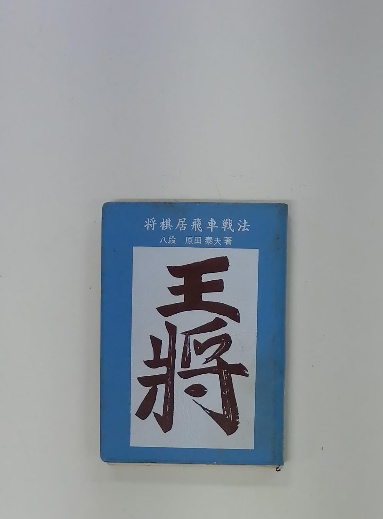 将棋居飛車戦法
八段 原田泰夫著
王
將